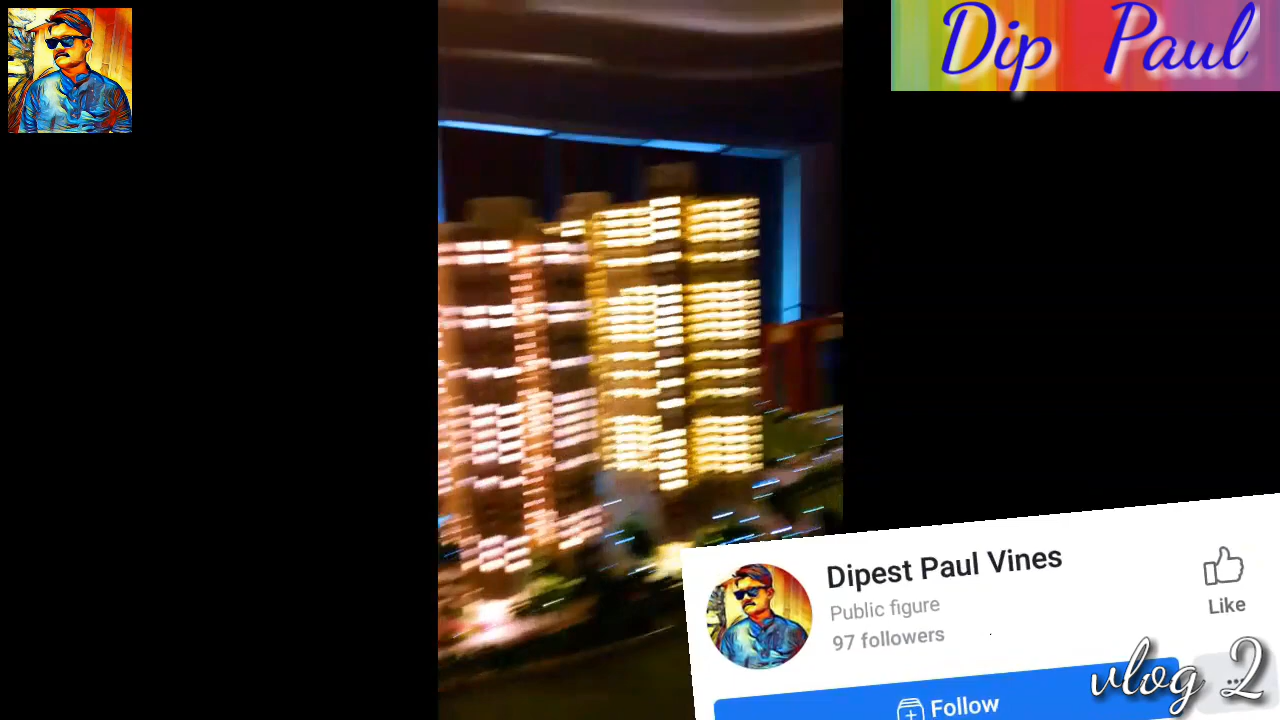 Dip Paul
Dipest Paul Vines
Public figure
97 followers
Like
Follow
vlog 2